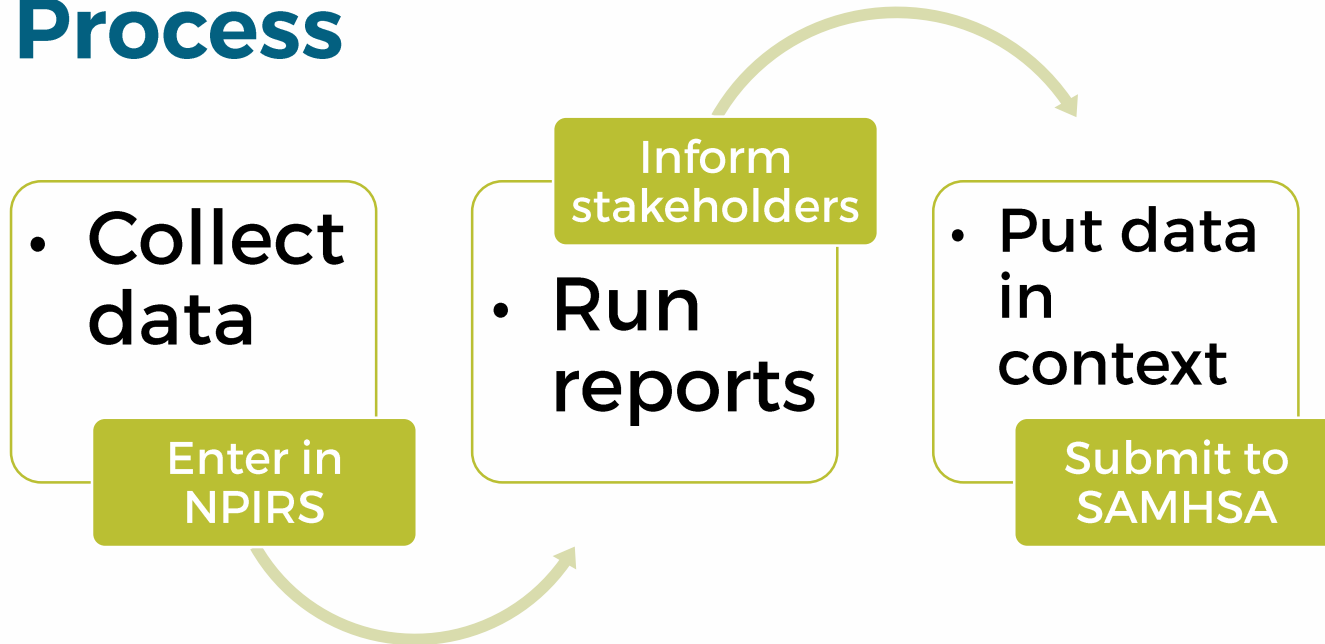 Process
• Collect
data
Enter in
NPIRS
Inform
stakeholders
• Run
reports
• Put data
in
context
Submit to
SAMHSA